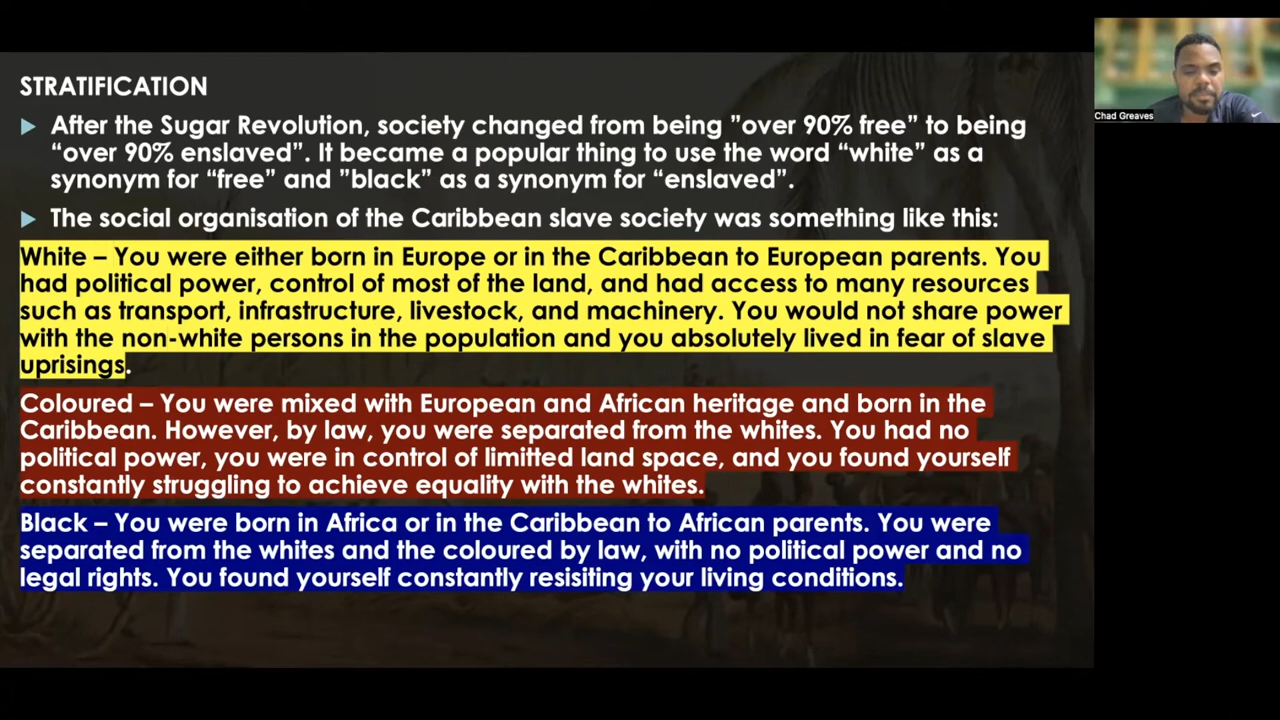 STRATIFICATION
After the Sugar Revolution, society changed from being ”over 90% free” to being
“over 90% enslaved”. It became a popular thing to use the word “white” as a
synonym for “free” and ”black” as a synonym for “enslaved”.
The social organisation of the Caribbean slave society was something like this:
White – You were either born in Europe or in the Caribbean to European parents. You
had political power, control of most of the land, and had access to many resources
such as transport, infrastructure, livestock, and machinery. You would not share power
with the non-white persons in the population and you absolutely lived in fear of slave
uprisings.
Coloured – You were mixed with European and African heritage and born in the
Caribbean. However, by law, you were separated from the whites. You had no
political power, you were in control of limitted land space, and you found yourself
constantly struggling to achieve equality with the whites.
Black – You were born in Africa or in the Caribbean to African parents. You were
separated from the whites and the coloured by law, with no political power and no
legal rights. You found yourself constantly resisiting your living conditions.
Chad Greaves